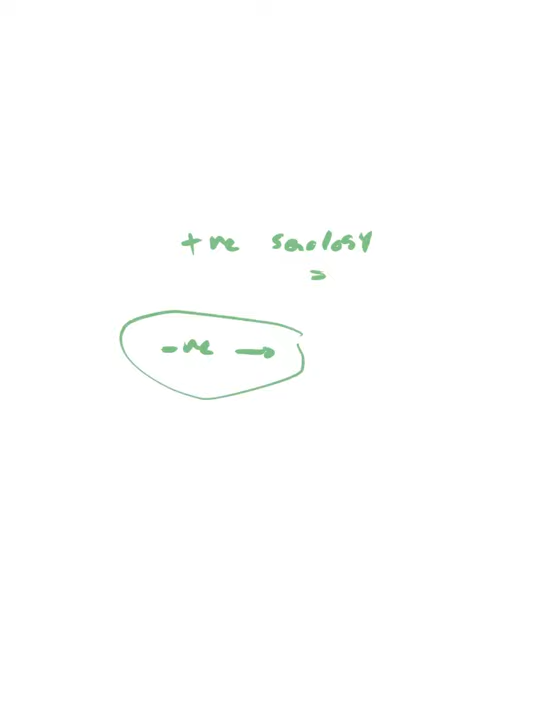 +ve serology
=
-ve →